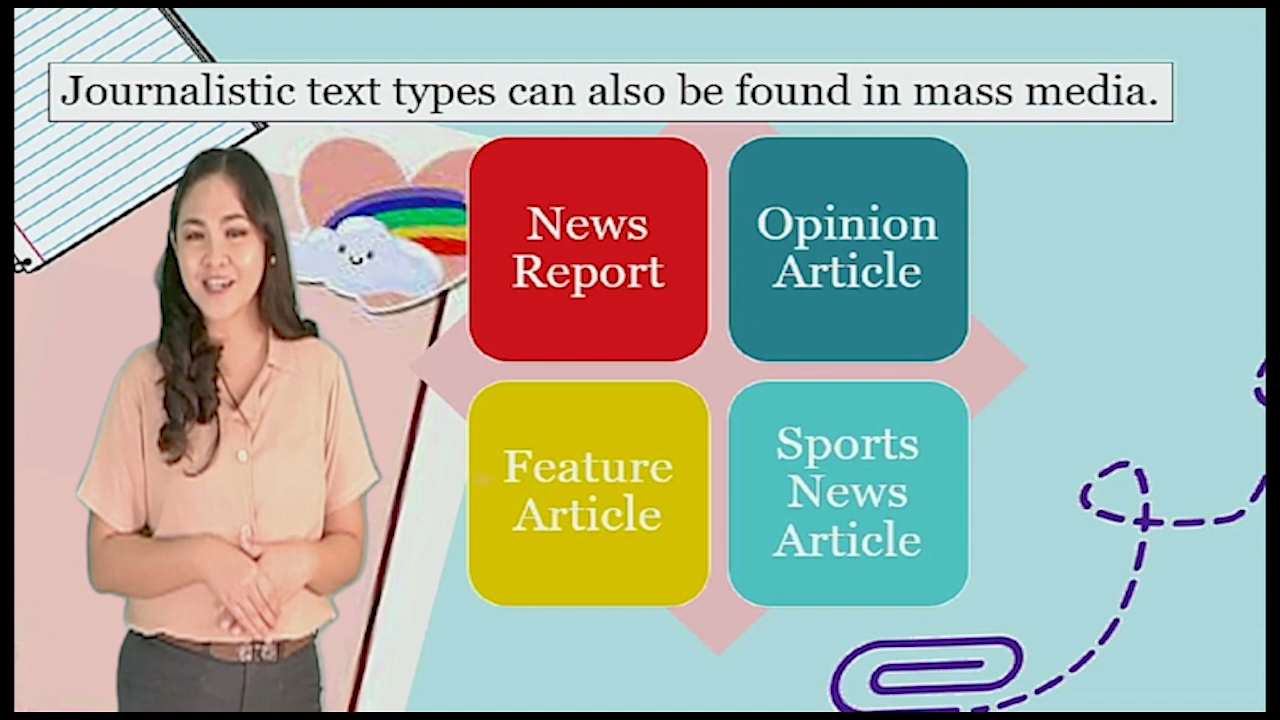 Journalistic text types can also be found in mass media.
News
Report
Opinion
Article
Feature
Article
Sports
News
Article